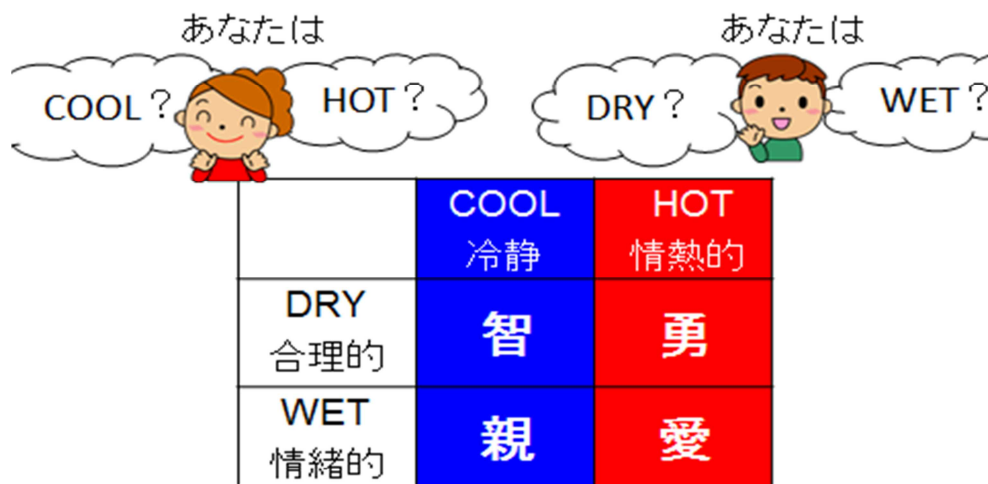 あなたは
COOL？
HOT？
あなたは
DRY？
WET？
COOL
冷静
HOT
情熱的
DRY
合理的
智
勇
WET
情緒的
親
愛